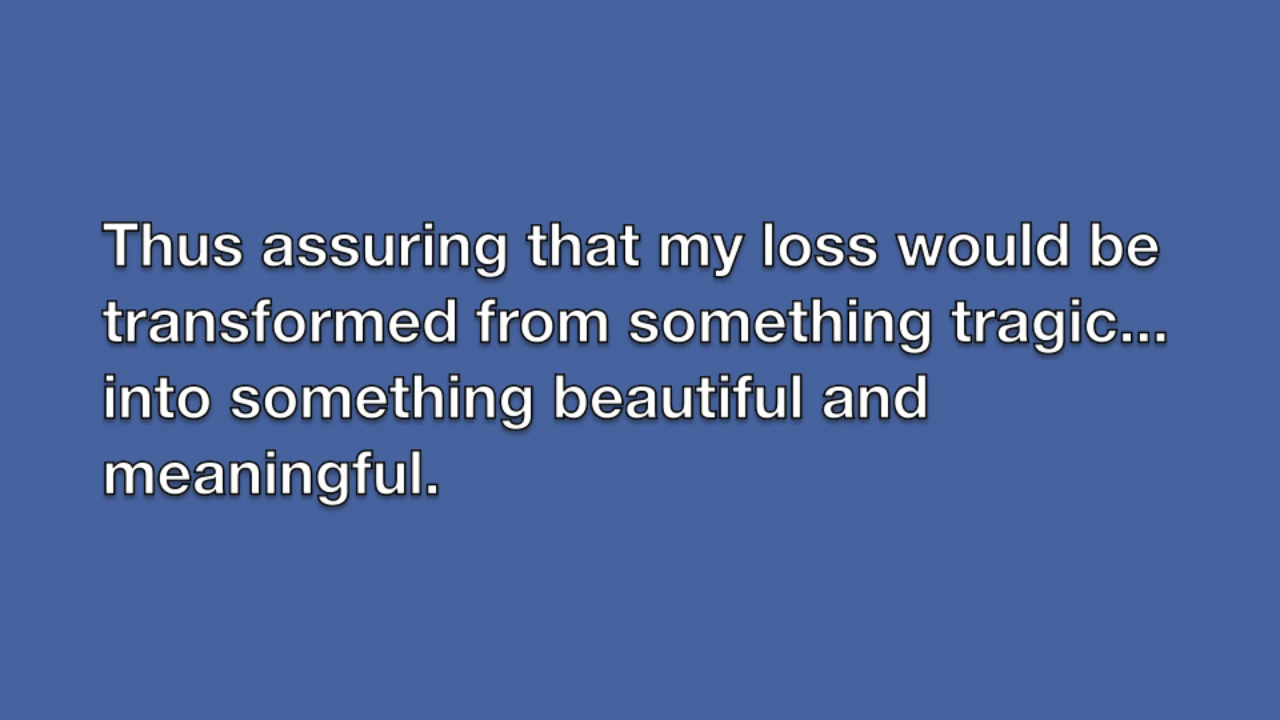 Thus assuring that my loss would be
transformed from something tragic...
into something beautiful and
meaningful.